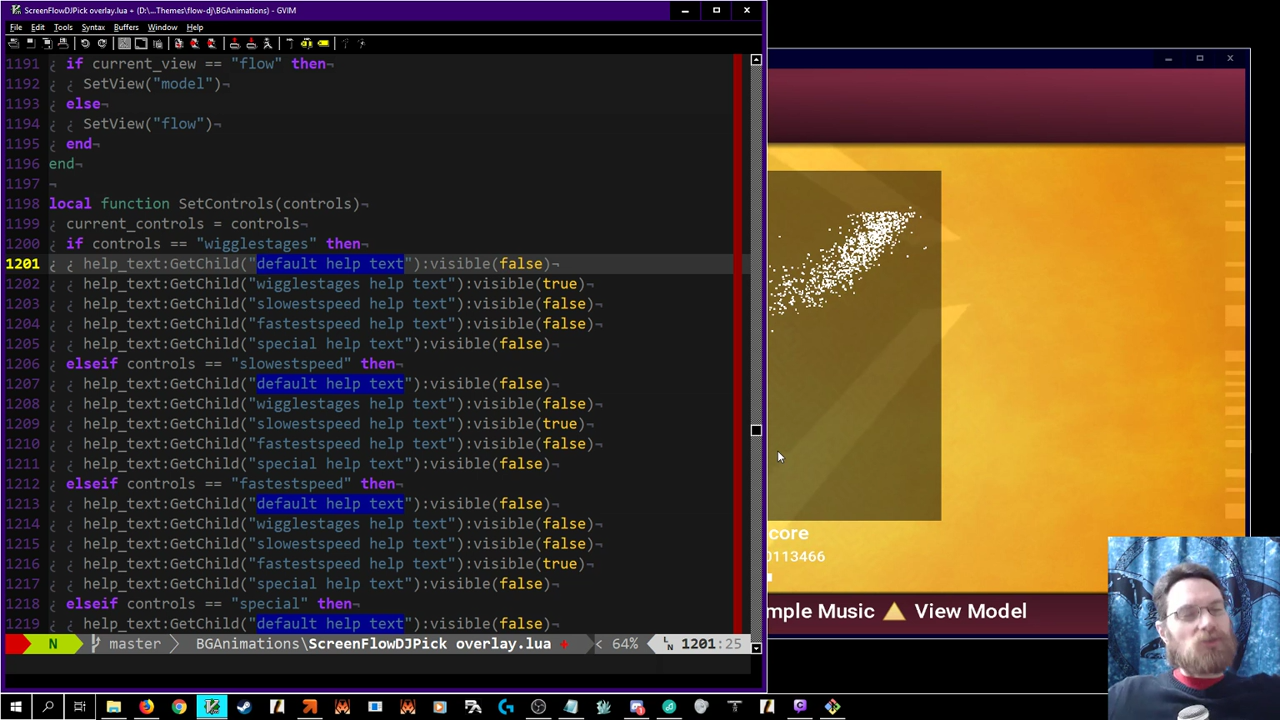 ScreenFlowDJPick overlay.lua + (D:\...Themes\flow-dj\BGAnimations) - GVIM
File Edit Tools Syntax Buffers Window Help
1191 if current_view == "flow" then
1192 SetView("model")
1193 else
1194 SetView("flow")
1195 end
1196 end
1197
1198 local function SetControls(controls)
1199 current_controls = controls
1200 if controls == "wigglestages" then
1201 help_text:GetChild("default help text"):visible(false)
1202 help_text:GetChild("wigglestages help text"):visible(true)
1203 help_text:GetChild("slowestspeed help text"):visible(false)
1204 help_text:GetChild("fastestspeed help text"):visible(false)
1205 help_text:GetChild("special help text"):visible(false)
1206 elseif controls == "slowestspeed" then
1207 help_text:GetChild("default help text"):visible(false)
1208 help_text:GetChild("wigglestages help text"):visible(false)
1209 help_text:GetChild("slowestspeed help text"):visible(true)
1210 help_text:GetChild("fastestspeed help text"):visible(false)
1211 help_text:GetChild("special help text"):visible(false)
1212 elseif controls == "fastestspeed" then
1213 help_text:GetChild("default help text"):visible(false)
1214 help_text:GetChild("wigglestages help text"):visible(false)
1215 help_text:GetChild("slowestspeed help text"):visible(false)
1216 help_text:GetChild("fastestspeed help text"):visible(true)
1217 help_text:GetChild("special help text"):visible(false)
1218 elseif controls == "special" then
1219 help_text:GetChild("default help text"):visible(false)
N master BGAnimations\ScreenFlowDJPick overlay.lua + < 64% LN 1201:25
core
0113466
mple Music View Model